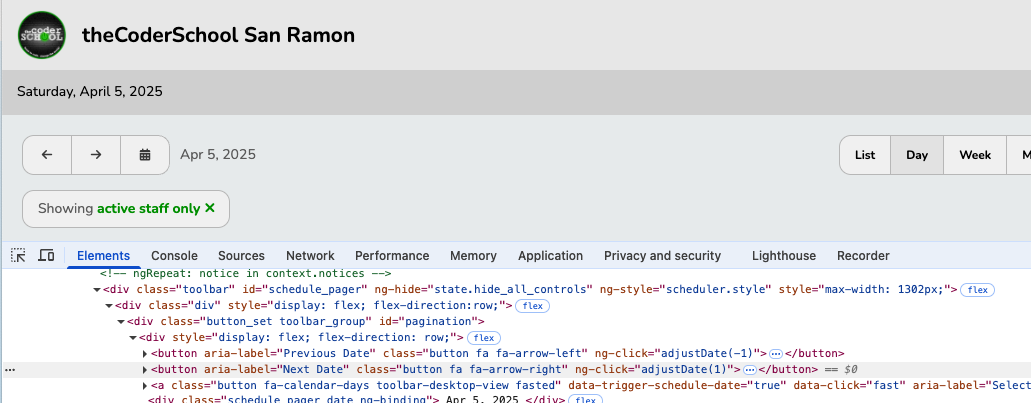 the coder
SCHOOL
theCoderSchool San Ramon
Saturday, April 5, 2025
Apr 5, 2025
List Day Week M
Showing active staff only ✕
Elements Console Sources Network Performance Memory Application Privacy and security Lighthouse Recorder
<!-- ngRepeat: notice in context.notices -->
<div class="toolbar" id="schedule_pager" ng-hide="state.hide_all_controls" ng-style="scheduler.style" style="max-width: 1302px;"> flex
<div class="div" style="display: flex; flex-direction:row;"> flex
<div class="button_set toolbar_group" id="pagination">
<div style="display: flex; flex-direction: row;"> flex
<button aria-label="Previous Date" class="button fa fa-arrow-left" ng-click="adjustDate(-1)"> … </button>
… <button aria-label="Next Date" class="button fa fa-arrow-right" ng-click="adjustDate(1)"> … </button> == $0
<a class="button fa-calendar-days toolbar-desktop-view fasted" data-trigger-schedule-date="true" data-click="fast" aria-label="Select
<div class="schedule_pager_date ng-binding"> Apr 5, 2025 </div> flex